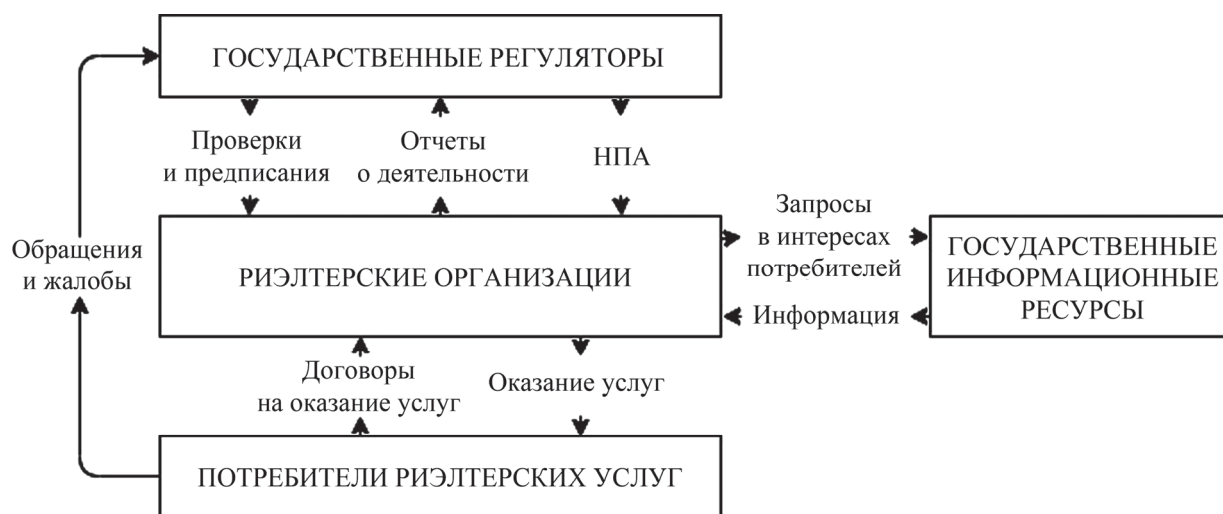 ГОСУДАРСТВЕННЫЕ РЕГУЛЯТОРЫ
Проверки
и предписания
Отчеты
о деятельности
НПА
Обращения
и жалобы
РИЭЛТЕРСКИЕ ОРГАНИЗАЦИИ
Запросы
в интересах
потребителей
Информация
ГОСУДАРСТВЕННЫЕ
ИНФОРМАЦИОННЫЕ
РЕСУРСЫ
Договоры
на оказание услуг
Оказание услуг
ПОТРЕБИТЕЛИ РИЭЛТЕРСКИХ УСЛУГ